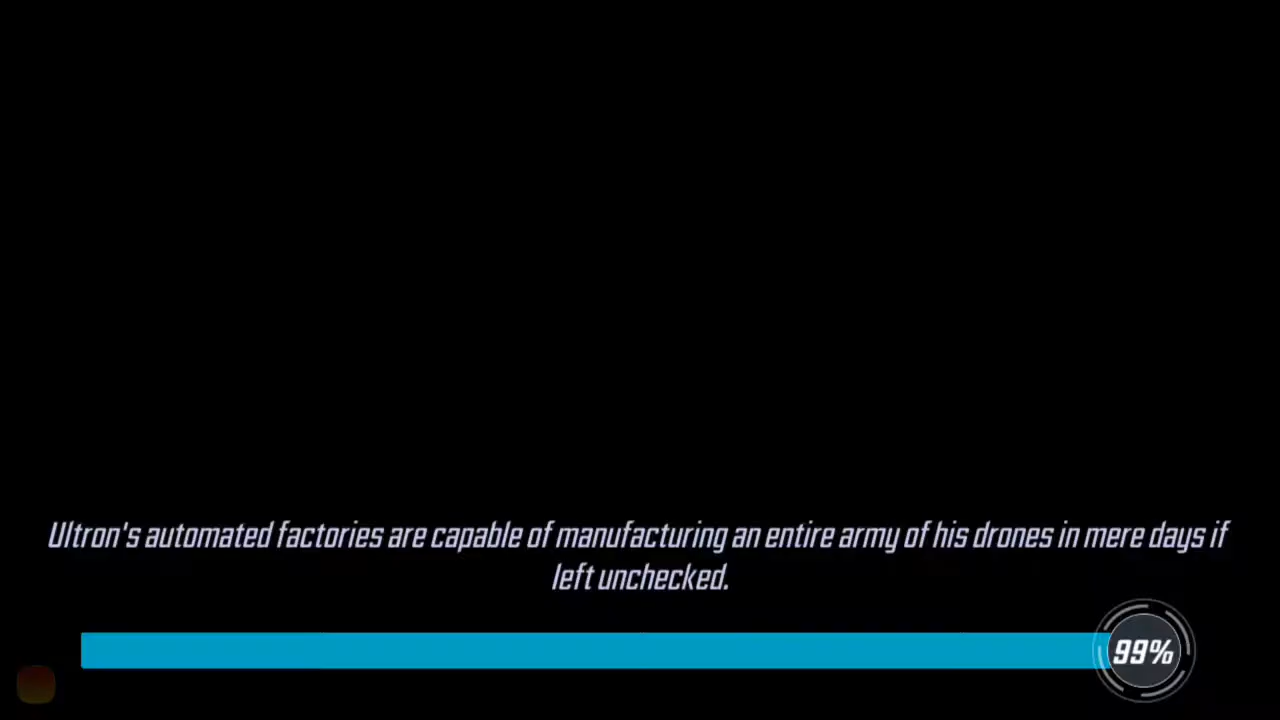 Ultron's automated factories are capable of manufacturing an entire army of his drones in mere days if
left unchecked.
99%